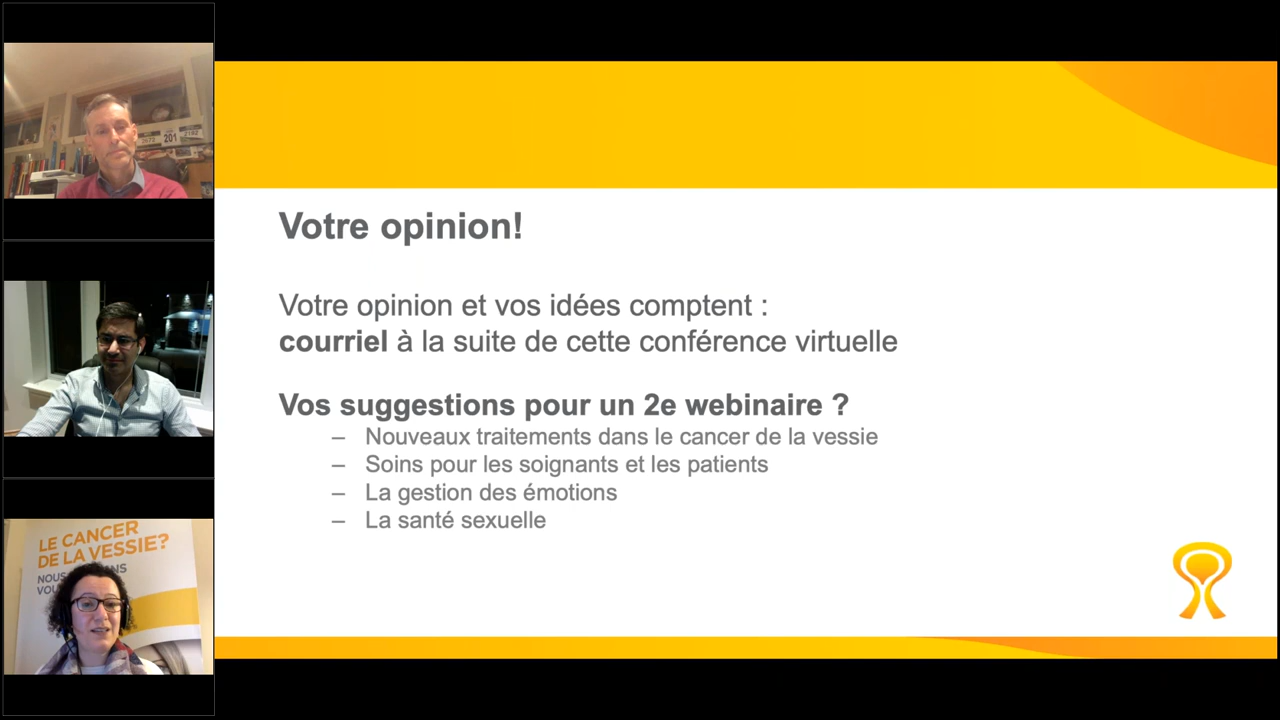 201
Votre opinion!
Votre opinion et vos idées comptent :
courriel à la suite de cette conférence virtuelle
Vos suggestions pour un 2e webinaire ?
– Nouveaux traitements dans le cancer de la vessie
– Soins pour les soignants et les patients
– La gestion des émotions
– La santé sexuelle
LE CANCER
DE LA VESSIE?